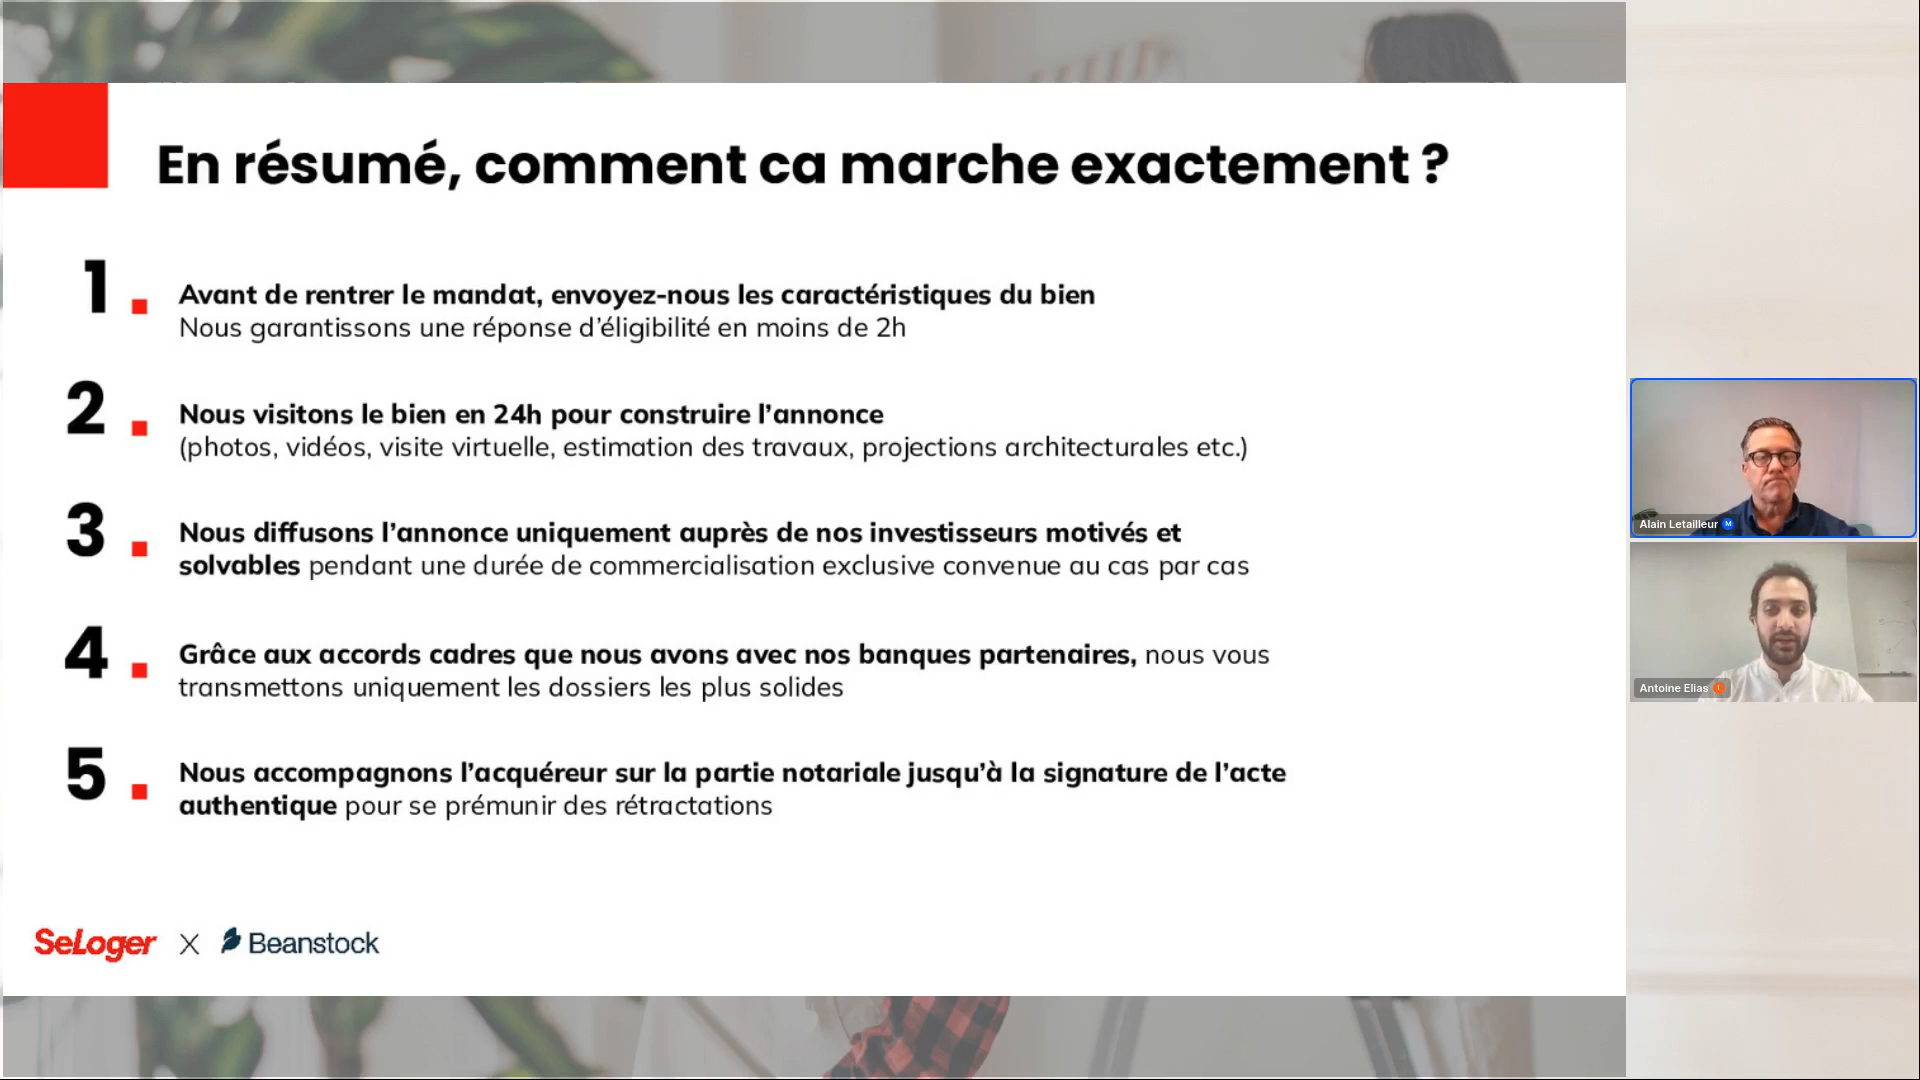 En résumé, comment ca marche exactement ?
1
Avant de rentrer le mandat, envoyez-nous les caractéristiques du bien
Nous garantissons une réponse d’éligibilité en moins de 2h
2
Nous visitons le bien en 24h pour construire l’annonce
(photos, vidéos, visite virtuelle, estimation des travaux, projections architecturales etc.)
3
Nous diffusons l’annonce uniquement auprès de nos investisseurs motivés et
solvables pendant une durée de commercialisation exclusive convenue au cas par cas
4
Grâce aux accords cadres que nous avons avec nos banques partenaires, nous vous
transmettons uniquement les dossiers les plus solides
5
Nous accompagnons l’acquéreur sur la partie notariale jusqu’à la signature de l’acte
authentique pour se prémunir des rétractations
SeLoger X Beanstock
Alain Letailleur M
Antoine Elias I